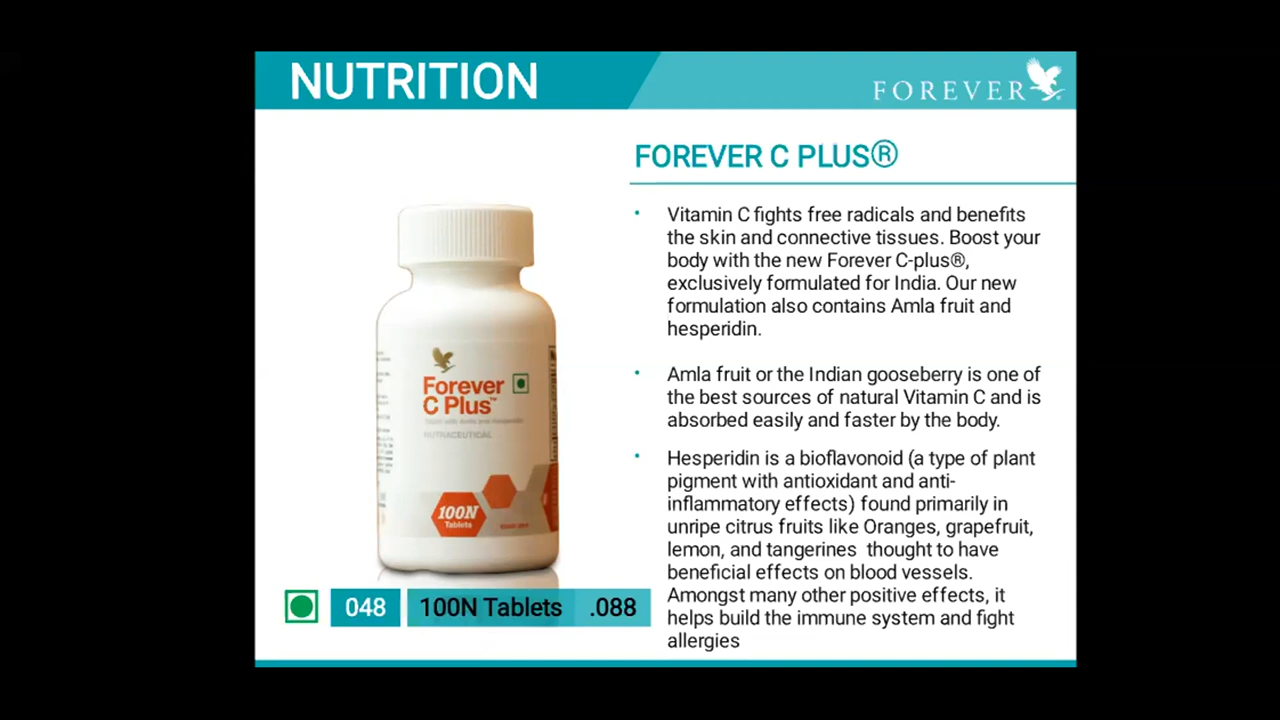 NUTRITION
FOREVER
FOREVER C PLUS®
• Vitamin C fights free radicals and benefits
the skin and connective tissues. Boost your
body with the new Forever C-plus®,
exclusively formulated for India. Our new
formulation also contains Amla fruit and
hesperidin.
• Amla fruit or the Indian gooseberry is one of
the best sources of natural Vitamin C and is
absorbed easily and faster by the body.
• Hesperidin is a bioflavonoid (a type of plant
pigment with antioxidant and anti-
inflammatory effects) found primarily in
unripe citrus fruits like Oranges, grapefruit,
lemon, and tangerines thought to have
beneficial effects on blood vessels.
Amongst many other positive effects, it
helps build the immune system and fight
allergies
Forever
C Plus™
NUTRACEUTICAL
100N
Tablets
048
100N Tablets
.088